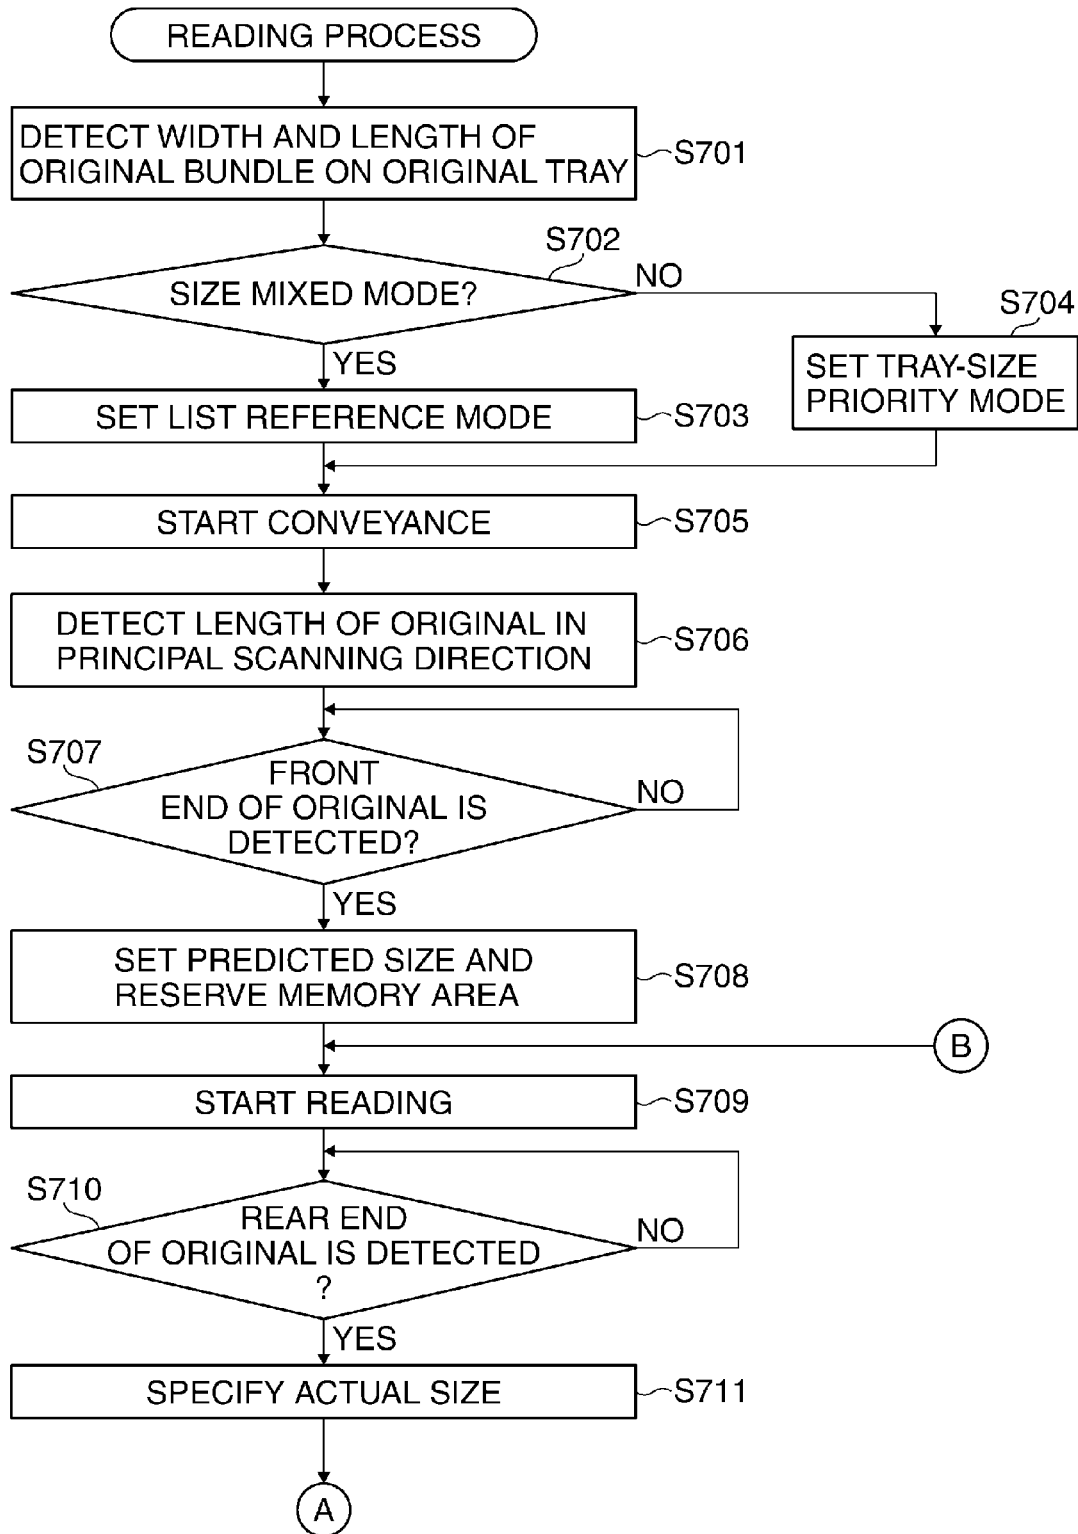 READING PROCESS
DETECT WIDTH AND LENGTH OF
ORIGINAL BUNDLE ON ORIGINAL TRAY
S701
S702
SIZE MIXED MODE?
NO
YES
S704
SET TRAY-SIZE
PRIORITY MODE
SET LIST REFERENCE MODE
S703
START CONVEYANCE
S705
DETECT LENGTH OF ORIGINAL IN
PRINCIPAL SCANNING DIRECTION
S706
S707
FRONT
END OF ORIGINAL IS
DETECTED?
NO
YES
SET PREDICTED SIZE AND
RESERVE MEMORY AREA
S708
B
START READING
S709
S710
REAR END
OF ORIGINAL IS DETECTED
?
NO
YES
SPECIFY ACTUAL SIZE
S711
A